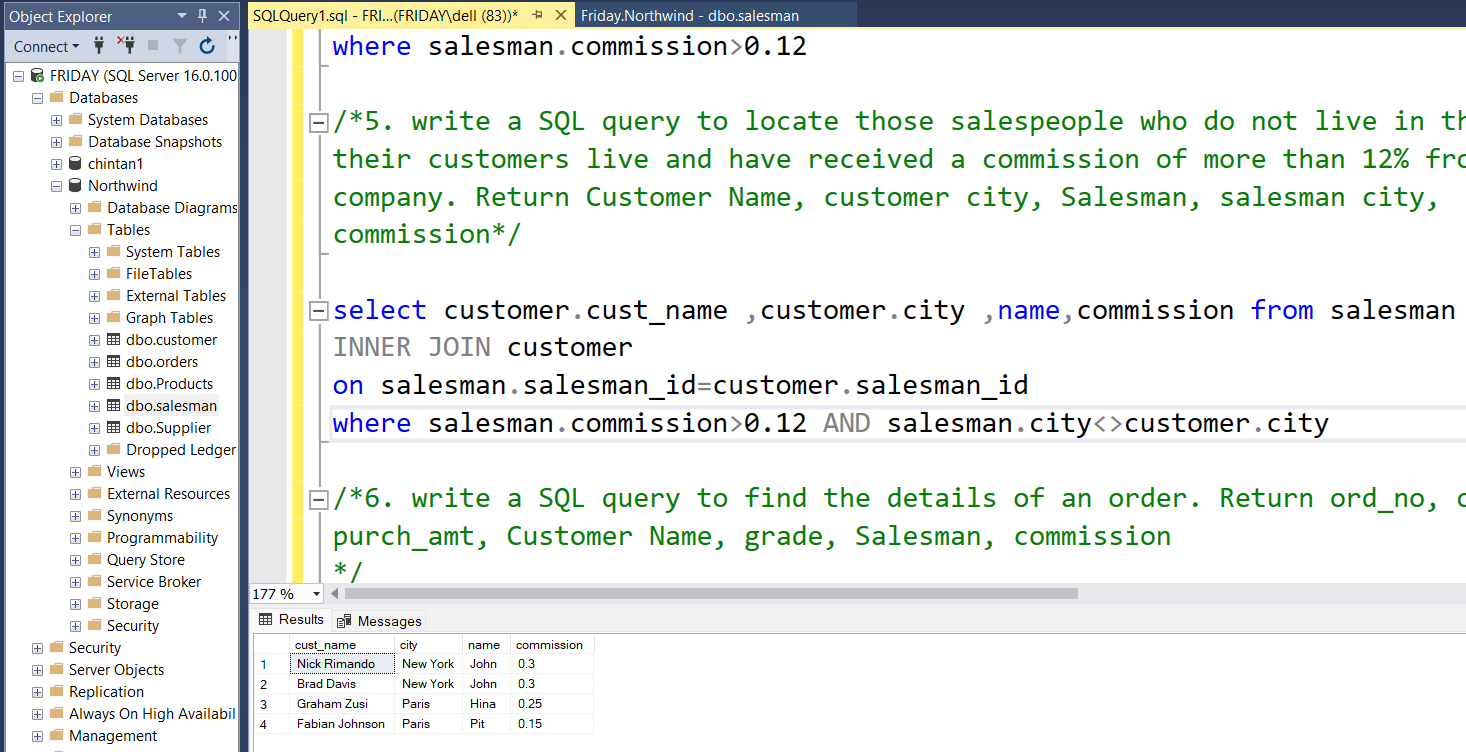 Object Explorer
Connect
FRIDAY (SQL Server 16.0.100
Databases
System Databases
Database Snapshots
chintan1
Northwind
Database Diagrams
Tables
System Tables
FileTables
External Tables
Graph Tables
dbo.customer
dbo.orders
dbo.Products
dbo.salesman
dbo.Supplier
Dropped Ledger
Views
External Resources
Synonyms
Programmability
Query Store
Service Broker
Storage
Security
Security
Server Objects
Replication
Always On High Availabil
Management
SQLQuery1.sql - FRI...(FRIDAY\dell (83))* Friday.Northwind - dbo.salesman
where salesman.commission>0.12
/*5. write a SQL query to locate those salespeople who do not live in th
their customers live and have received a commission of more than 12% fro
company. Return Customer Name, customer city, Salesman, salesman city,
commission*/
select customer.cust_name ,customer.city ,name,commission from salesman
INNER JOIN customer
on salesman.salesman_id=customer.salesman_id
where salesman.commission>0.12 AND salesman.city<>customer.city
/*6. write a SQL query to find the details of an order. Return ord_no, o
purch_amt, Customer Name, grade, Salesman, commission
*/
177 %
Results Messages
cust_name city name commission
1 Nick Rimando New York John 0.3
2 Brad Davis New York John 0.3
3 Graham Zusi Paris Hina 0.25
4 Fabian Johnson Paris Pit 0.15